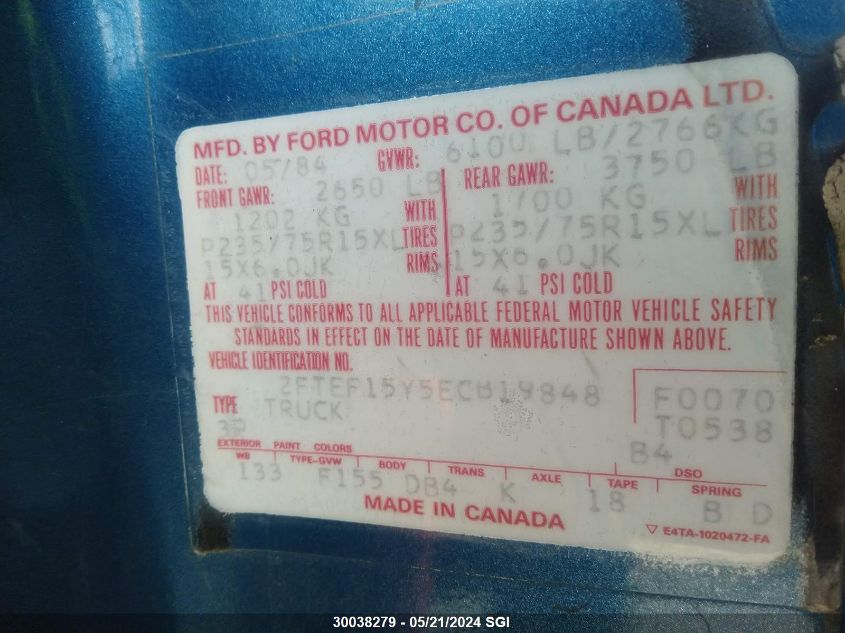 MFD. BY FORD MOTOR CO. OF CANADA LTD.
DATE: 05/84 GVWR: 6100 LB/2766KG
FRONT GAWR: 2650 LB REAR GAWR: 3750 LB
1202 KG WITH 1700 KG WITH
P235/75R15XL TIRES P235/75R15XL TIRES
15X6.0JK RIMS 15X6.0JK RIMS
AT 41 PSI COLD AT 41 PSI COLD
THIS VEHICLE CONFORMS TO ALL APPLICABLE FEDERAL MOTOR VEHICLE SAFETY
STANDARDS IN EFFECT ON THE DATE OF MANUFACTURE SHOWN ABOVE.
VEHICLE IDENTIFICATION NO.
2FTEF15Y5ECB19848 F0070
TYPE TRUCK T0538
3P B4
EXTERIOR PAINT COLORS DSO
WB TYPE-GVW BODY TRANS AXLE TAPE SPRING
133 F155 DB4 K 18 B D
MADE IN CANADA
▽ E4TA-1020472-FA
30038279 - 05/21/2024 SGI